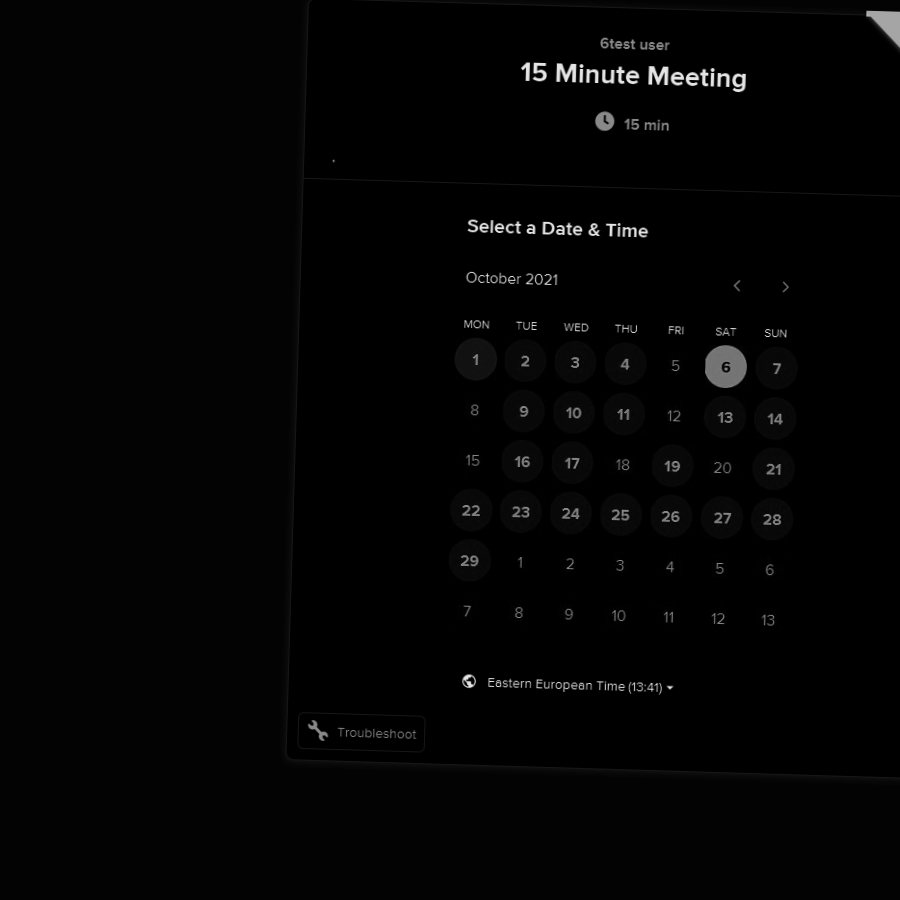 6test user
15 Minute Meeting
15 min
Select a Date & Time
October 2021
MON TUE WED THU FRI SAT SUN
1 2 3 4 5 6 7
8 9 10 11 12 13 14
15 16 17 18 19 20 21
22 23 24 25 26 27 28
29 1 2 3 4 5 6
7 8 9 10 11 12 13
Eastern European Time (13:41)
Troubleshoot